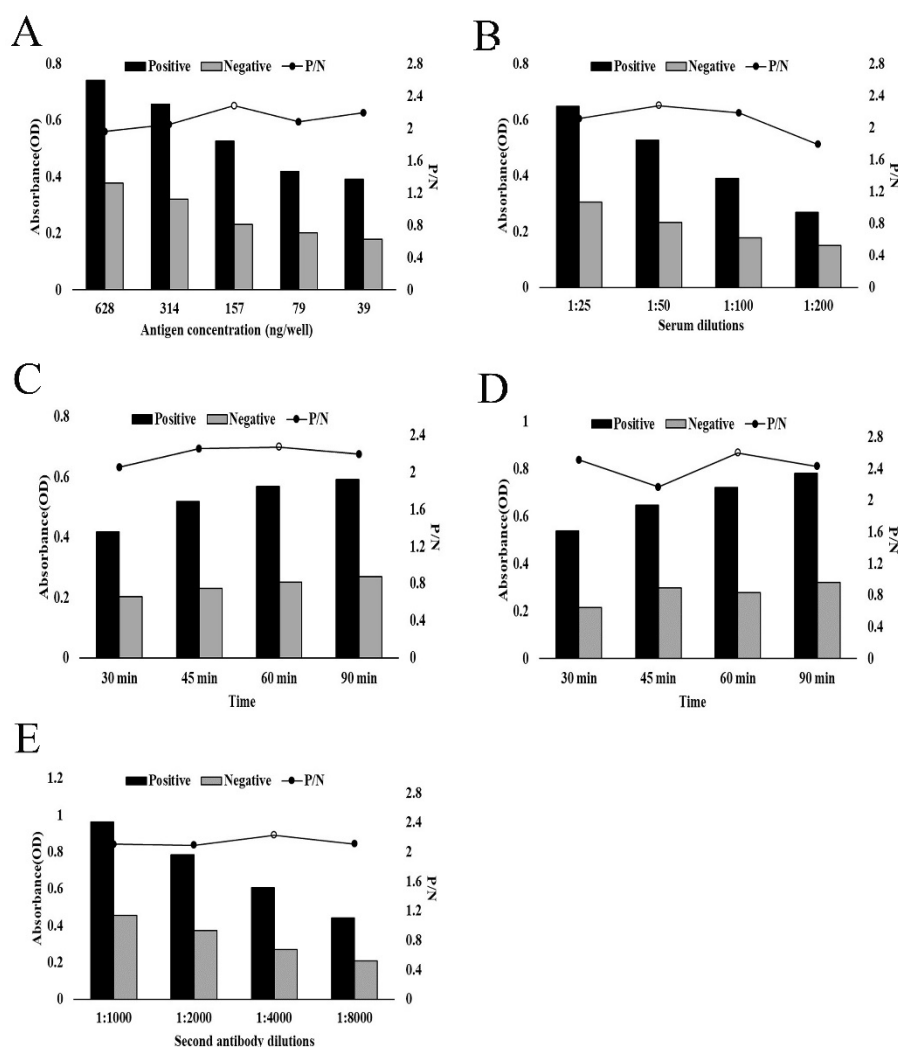 A
Positive Negative P/N
Absorbance(OD)
0.8
0.6
0.4
0.2
0
2.8
2.4
2
1.6
1.2
0.8
0.4
0
P/N
628 314 157 79 39
Antigen concentration (ng/well)
B
Positive Negative P/N
Absorbance(OD)
0.8
0.6
0.4
0.2
0
2.8
2.4
2
1.6
1.2
0.8
0.4
0
P/N
1:25 1:50 1:100 1:200
Serum dilutions
C
Positive Negative P/N
Absorbance(OD)
0.8
0.6
0.4
0.2
0
2.4
2
1.6
1.2
0.8
0.4
0
P/N
30 min 45 min 60 min 90 min
Time
D
Positive Negative P/N
Absorbance(OD)
1
0.8
0.6
0.4
0.2
0
2.8
2.4
2
1.6
1.2
0.8
0.4
0
P/N
30 min 45 min 60 min 90 min
Time
E
Positive Negative P/N
Absorbance(OD)
1.2
1
0.8
0.6
0.4
0.2
0
2.8
2.4
2
1.6
1.2
0.8
0.4
0
P/N
1:1000 1:2000 1:4000 1:8000
Second antibody dilutions